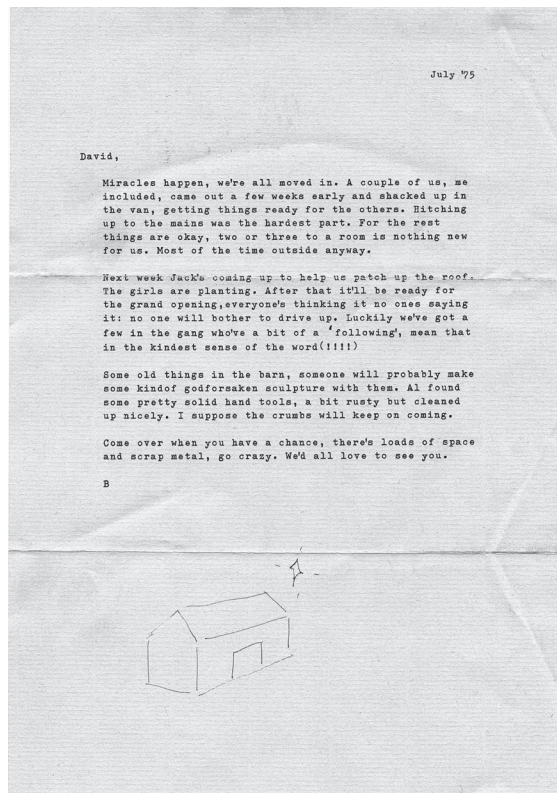 July '75
David,
Miracles happen, we're all moved in. A couple of us, me
included, came out a few weeks early and shacked up in
the van, getting things ready for the others. Hitching
up to the mains was the hardest part. For the rest
things are okay, two or three to a room is nothing new
for us. Most of the time outside anyway.
Next week Jack's coming up to help us patch up the roof.
The girls are planting. After that it'll be ready for
the grand opening,everyone's thinking it no ones saying
it: no one will bother to drive up. Luckily we've got a
few in the gang who've a bit of a 'following', mean that
in the kindest sense of the word(!!!!)
Some old things in the barn, someone will probably make
some kindof godforsaken sculpture with them. Al found
some pretty solid hand tools, a bit rusty but cleaned
up nicely. I suppose the crumbs will keep on coming.
Come over when you have a chance, there's loads of space
and scrap metal, go crazy. We'd all love to see you.
B